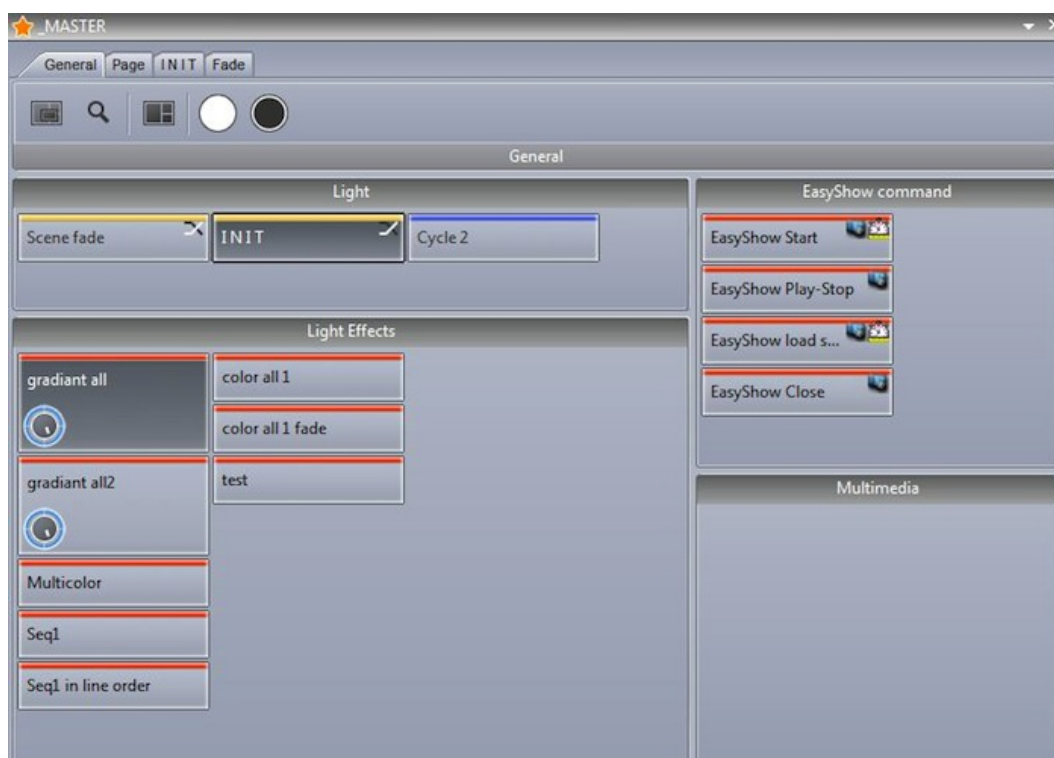 _MASTER
General Page INIT Fade
General
Light
Scene fade
INIT
Cycle 2
Light Effects
gradiant all
color all 1
color all 1 fade
gradiant all2
test
Multicolor
Seq1
Seq1 in line order
EasyShow command
EasyShow Start
EasyShow Play-Stop
EasyShow load s...
EasyShow Close
Multimedia